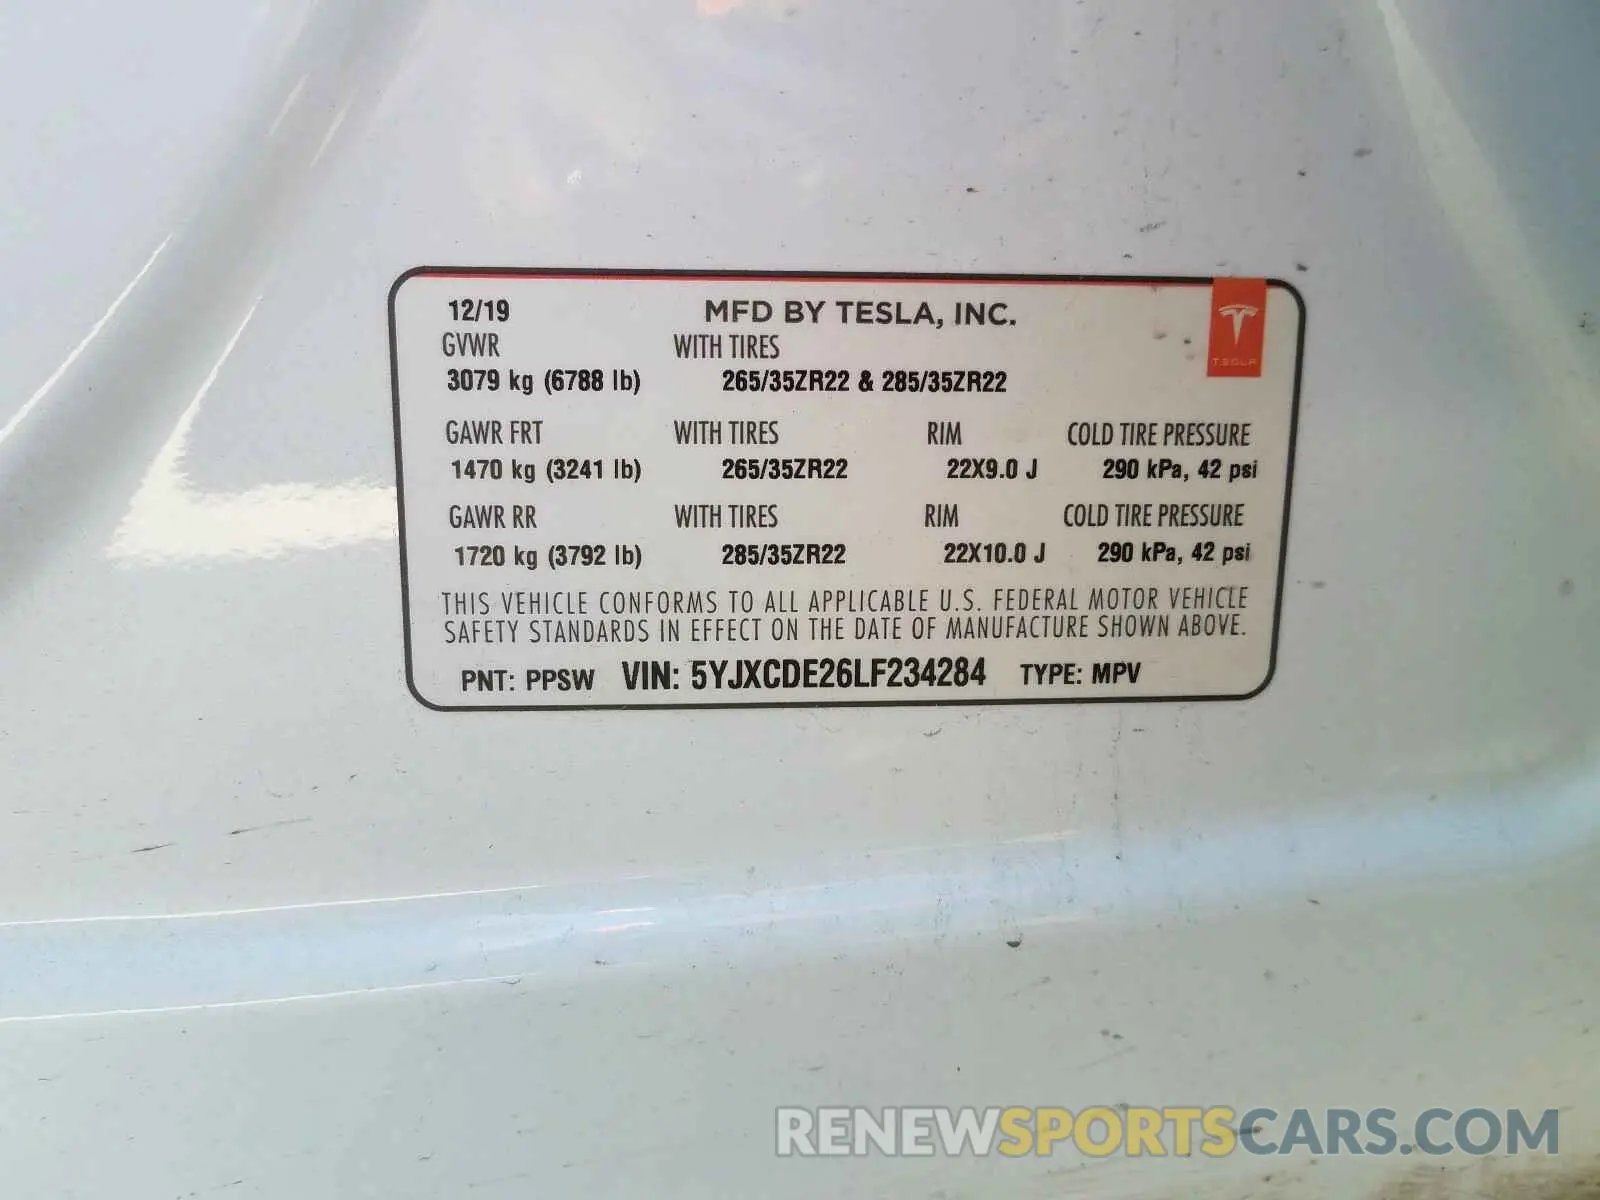 12/19 MFD BY TESLA, INC.
GVWR WITH TIRES
3079 kg (6788 lb) 265/35ZR22 & 285/35ZR22
TESLA
GAWR FRT WITH TIRES RIM COLD TIRE PRESSURE
1470 kg (3241 lb) 265/35ZR22 22X9.0 J 290 kPa, 42 psi
GAWR RR WITH TIRES RIM COLD TIRE PRESSURE
1720 kg (3792 lb) 285/35ZR22 22X10.0 J 290 kPa, 42 psi
THIS VEHICLE CONFORMS TO ALL APPLICABLE U.S. FEDERAL MOTOR VEHICLE
SAFETY STANDARDS IN EFFECT ON THE DATE OF MANUFACTURE SHOWN ABOVE.
PNT: PPSW VIN: 5YJXCDE26LF234284 TYPE: MPV
RENEWSPORTSCARS.COM